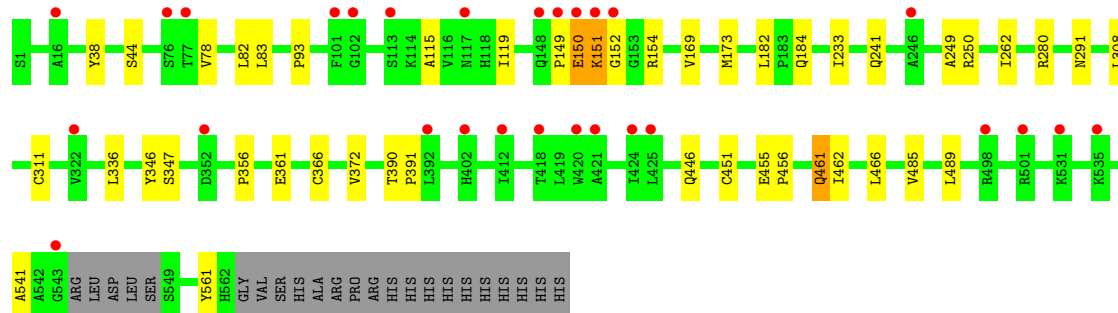 S1 A16 Y38 S44 S76 T77 V78 L82 L83 P93 F101 G102 S113 K114 A115 V116 N117 H118 I119 Q148 P149 E150 K151 G152 G153 R154 V169 M173 L182 P183 Q184 I233 Q241 A246 A249 R250 I262 R280 N291 L308
C311 V322 L336 Y346 S347 D352 P356 E361 C366 V372 T390 P391 L392 H402 I412 T418 L419 W420 A421 I424 L425 Q446 C451 E455 P456 Q461 I462 L466 V485 L489 R498 R501 K531 K535
A541 A542 G543 ARG LEU ASP LEU SER S549 Y561 H562 GLY VAL SER HIS ALA ARG PRO ARG HIS HIS HIS HIS HIS HIS HIS HIS HIS HIS